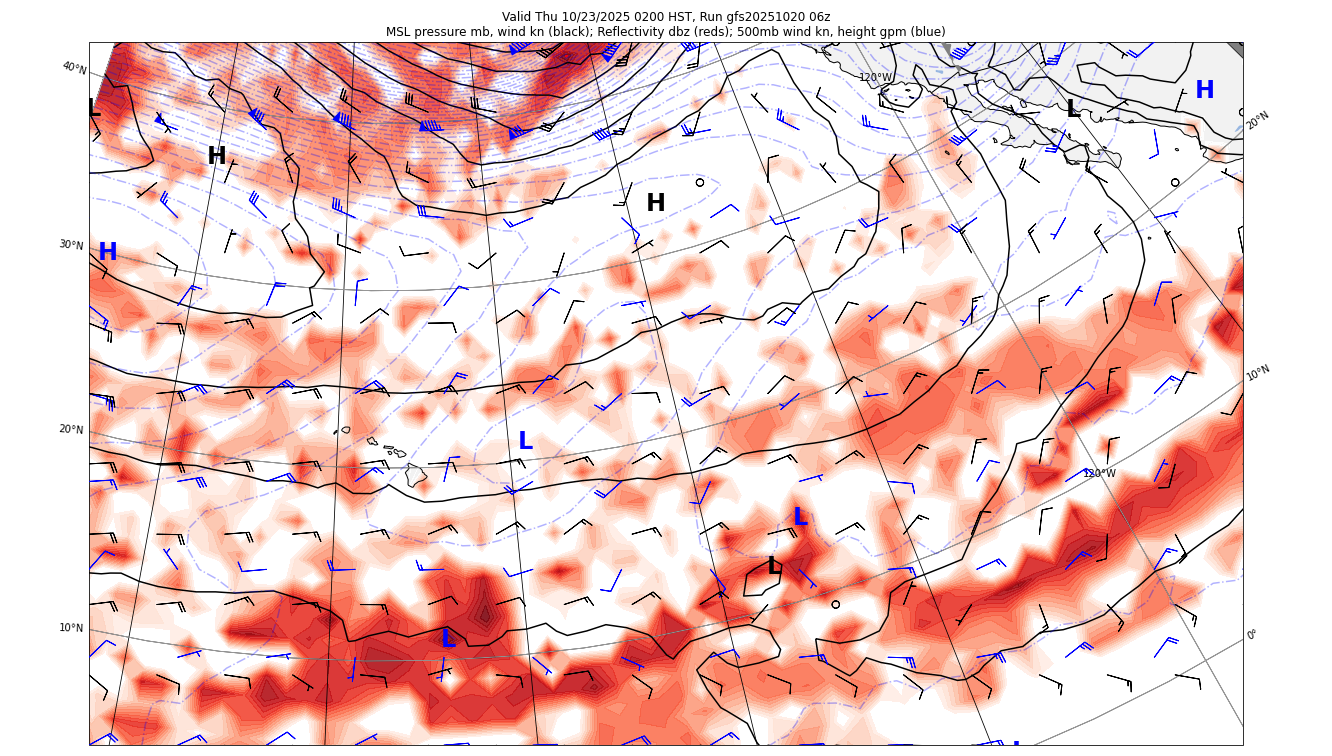 Valid Thu 10/23/2025 0200 HST, Run gfs20251020 06z
MSL pressure mb, wind kn (black); Reflectivity dbz (reds); 500mb wind kn, height gpm (blue)
40°N
120°W
H
L
L
20°N
H
H
30°N
H
10°N
20°N
L
120°W
L
L
10°N
L
0°
L